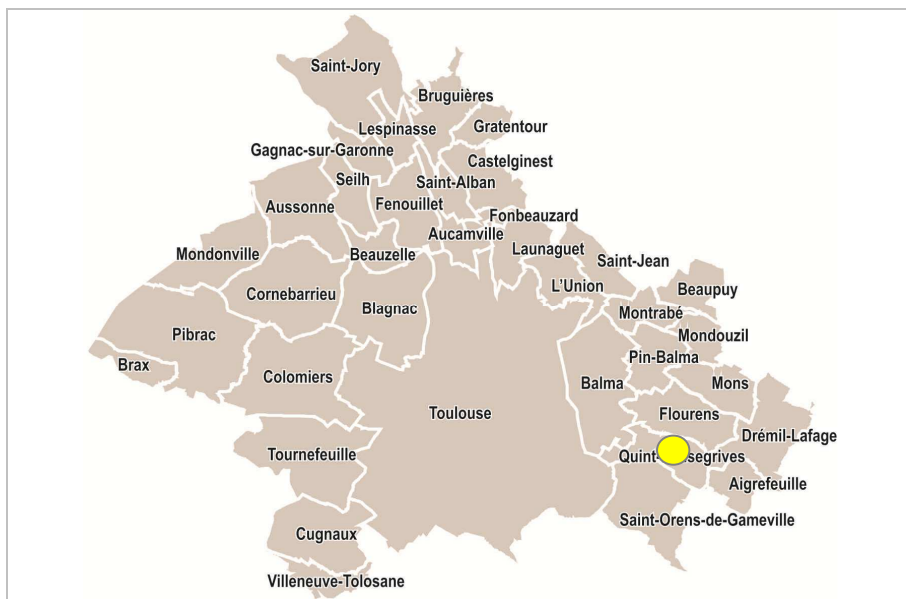 Saint-Jory
Bruguières
Lespinasse
Gratentour
Gagnac-sur-Garonne
Castelginest
Seilh
Saint-Alban
Fenouillet
Aussonne
Fonbeauzard
Aucamville
Launaguet
Mondonville
Beauzelle
Saint-Jean
L'Union
Beaupuy
Cornebarrieu
Blagnac
Montrabé
Pibrac
Mondouzil
Pin-Balma
Brax
Colomiers
Balma
Mons
Toulouse
Flourens
Drémil-Lafage
Tournefeuille
Quint- segrives
Aigrefeuille
Saint-Orens-de-Gameville
Cugnaux
Villeneuve-Tolosane